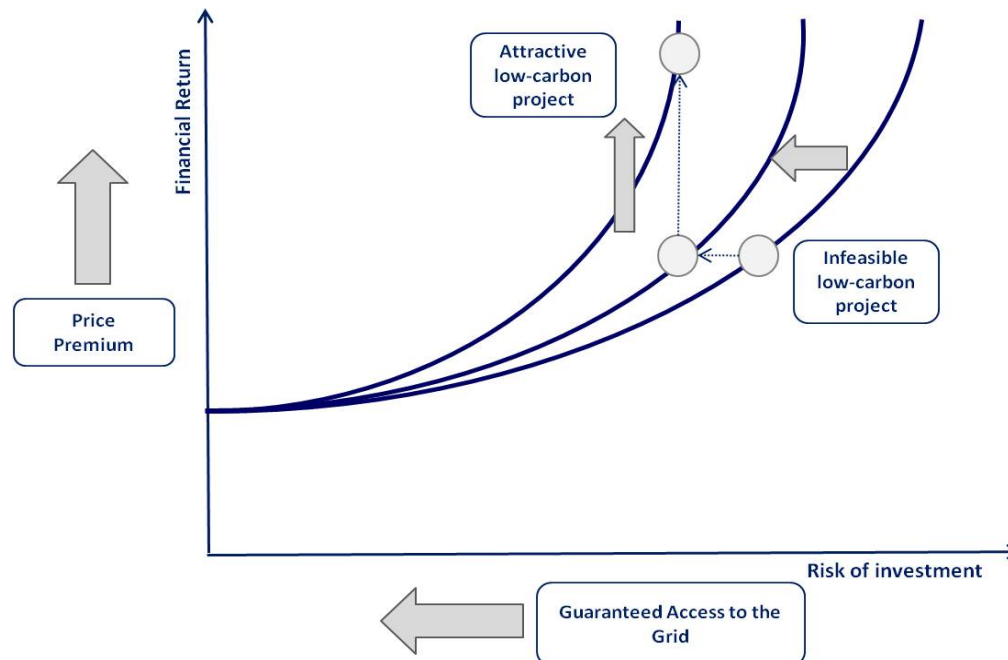 Financial Return
Attractive
low-carbon
project
Price
Premium
Infeasible
low-carbon
project
Risk of investment
Guaranteed Access to the
Grid